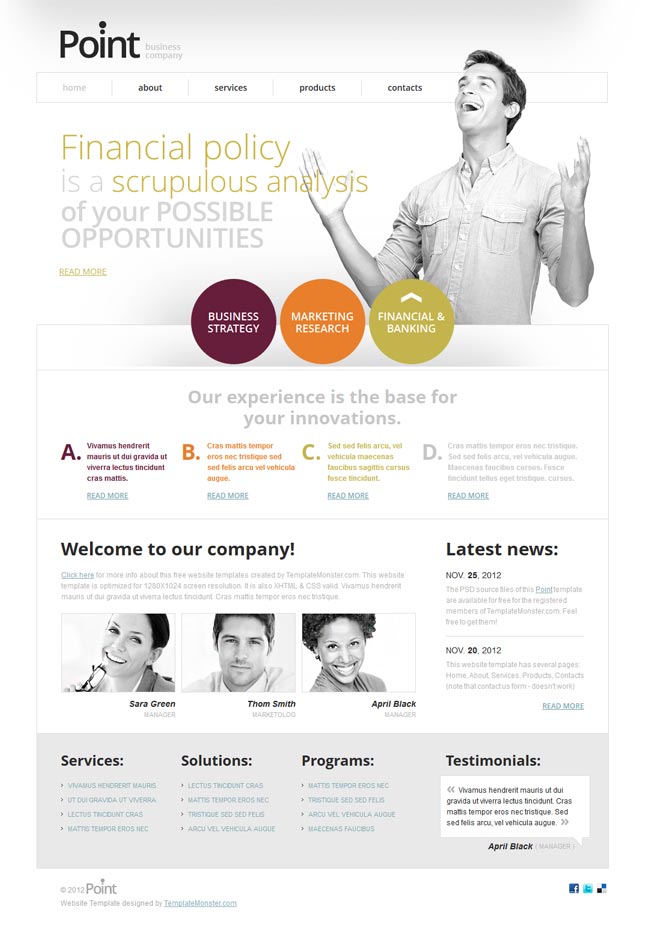 Point business
company
home about services products contacts
Financial policy
is a scrupulous analysis
of your POSSIBLE
OPPORTUNITIES
READ MORE
BUSINESS
STRATEGY
MARKETING
RESEARCH
FINANCIAL &
BANKING
Our experience is the base for
your innovations.
A.
Vivamus hendrerit
mauris ut dui gravida ut
viverra lectus tincidunt
cras mattis.
READ MORE
B.
Cras mattis tempor
eros nec tristique sed
sed felis arcu vel vehicula
augue.
READ MORE
C.
Sed sed felis arcu, vel
vehicula maecenas
faucibus sagittis cursus
fusce tincidunt.
READ MORE
D.
Cras mattis tempor eros nec tristique.
Sed sed felis arcu, vel vehicula augue.
Maecenas faucibus cursus. Fusce
tincidunt tellus eget tristique. cursus.
READ MORE
Welcome to our company!
Click here for more info about this free website templates created by TemplateMonster.com. This website
template is optimized for 1280X1024 screen resolution. It is also XHTML & CSS valid. Vivamus hendrerit
mauris ut dui gravida ut viverra lectus tincidunt. Cras mattis tempor eros nec tristique.
Sara Green
MANAGER
Thom Smith
MARKETOLOG
April Black
MANAGER
Latest news:
NOV. 25, 2012
The PSD source files of this Point template
are available for free for the registered
members of TemplateMonster.com. Feel
free to get them!
NOV. 20, 2012
This website template has several pages:
Home, About, Services, Products, Contacts
(note that contact us form - doesn't work)
READ MORE
Services:
VIVAMUS HENDRERIT MAURIS
UT DUI GRAVIDA UT VIVERRA
LECTUS TINCIDUNT CRAS
MATTIS TEMPOR EROS NEC
Solutions:
LECTUS TINCIDUNT CRAS
MATTIS TEMPOR EROS NEC
TRISTIQUE SED SED FELIS
ARCU VEL VEHICULA AUGUE
Programs:
MATTIS TEMPOR EROS NEC
TRISTIQUE SED SED FELIS
ARCU VEL VEHICULA AUGUE
MAECENAS FAUCIBUS
Testimonials:
« Vivamus hendrerit mauris ut dui
gravida ut viverra lectus tincidunt. Cras
mattis tempor eros nec tristique. Sed
sed felis arcu, vel vehicula augue. »
April Black ( MANAGER )
© 2012 Point
Website Template designed by TemplateMonster.com